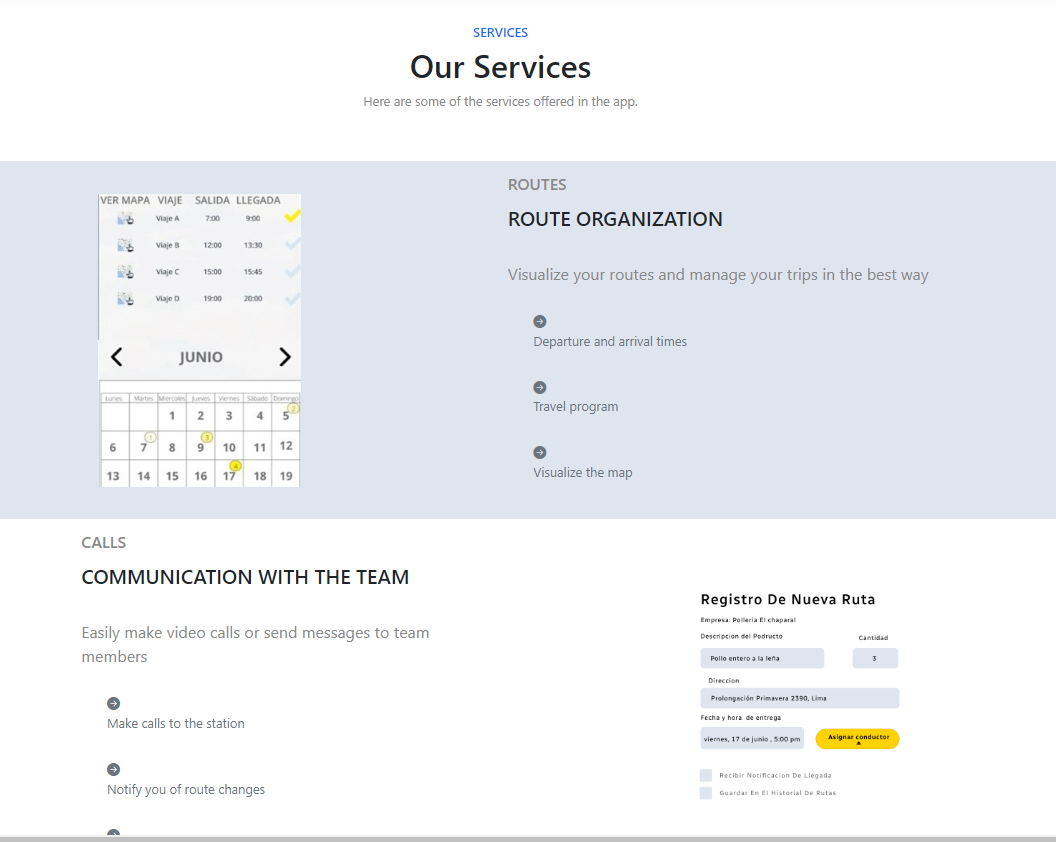 SERVICES
Our Services
Here are some of the services offered in the app.
VER MAPA VIAJE SALIDA LLEGADA
Viaje A 7:00 9:00
Viaje B 12:00 13:30
Viaje C 15:00 15:45
Viaje D 19:00 20:00
JUNIO
Lunes Martes Miércoles Jueves Viernes Sábado Domingo
1 2 3 4 5 2
6 7 1 8 9 3 10 11 12
13 14 15 16 17 4 18 19
ROUTES
ROUTE ORGANIZATION
Visualize your routes and manage your trips in the best way
Departure and arrival times
Travel program
Visualize the map
CALLS
COMMUNICATION WITH THE TEAM
Easily make video calls or send messages to team
members
Make calls to the station
Notify you of route changes
Registro De Nueva Ruta
Empresa: Polleria El chaparal
Descripcion del Podructo Cantidad
Pollo entero a la leña 3
Direccion
Prolongación Primavera 2390, Lima
Fecha y hora de entrega
viernes, 17 de junio , 5:00 pm Asignar conductor
Recibir Notificacion De Llegada
Guardar En El Historial De Rutas